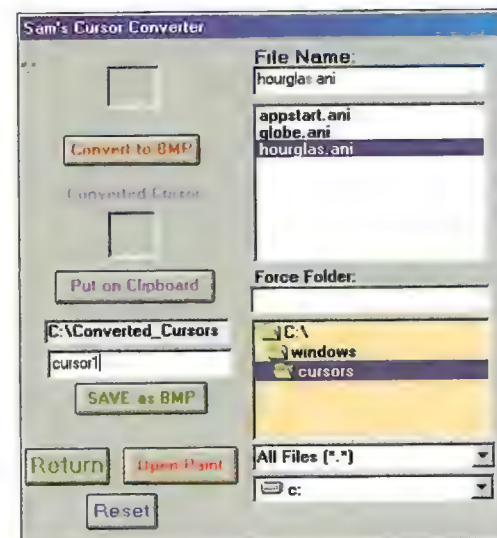 Sam's Cursor Converter
File Name:
hourglas.ani
appstart.ani
globe.ani
hourglas.ani
Convert to BMP
Converted Cursor
Put on Clipboard
C:\Converted_Cursors
cursor1
SAVE as BMP
Return
Open Paint
Reset
Force Folder:
C:\
windows
cursors
All Files (*.*)
c: